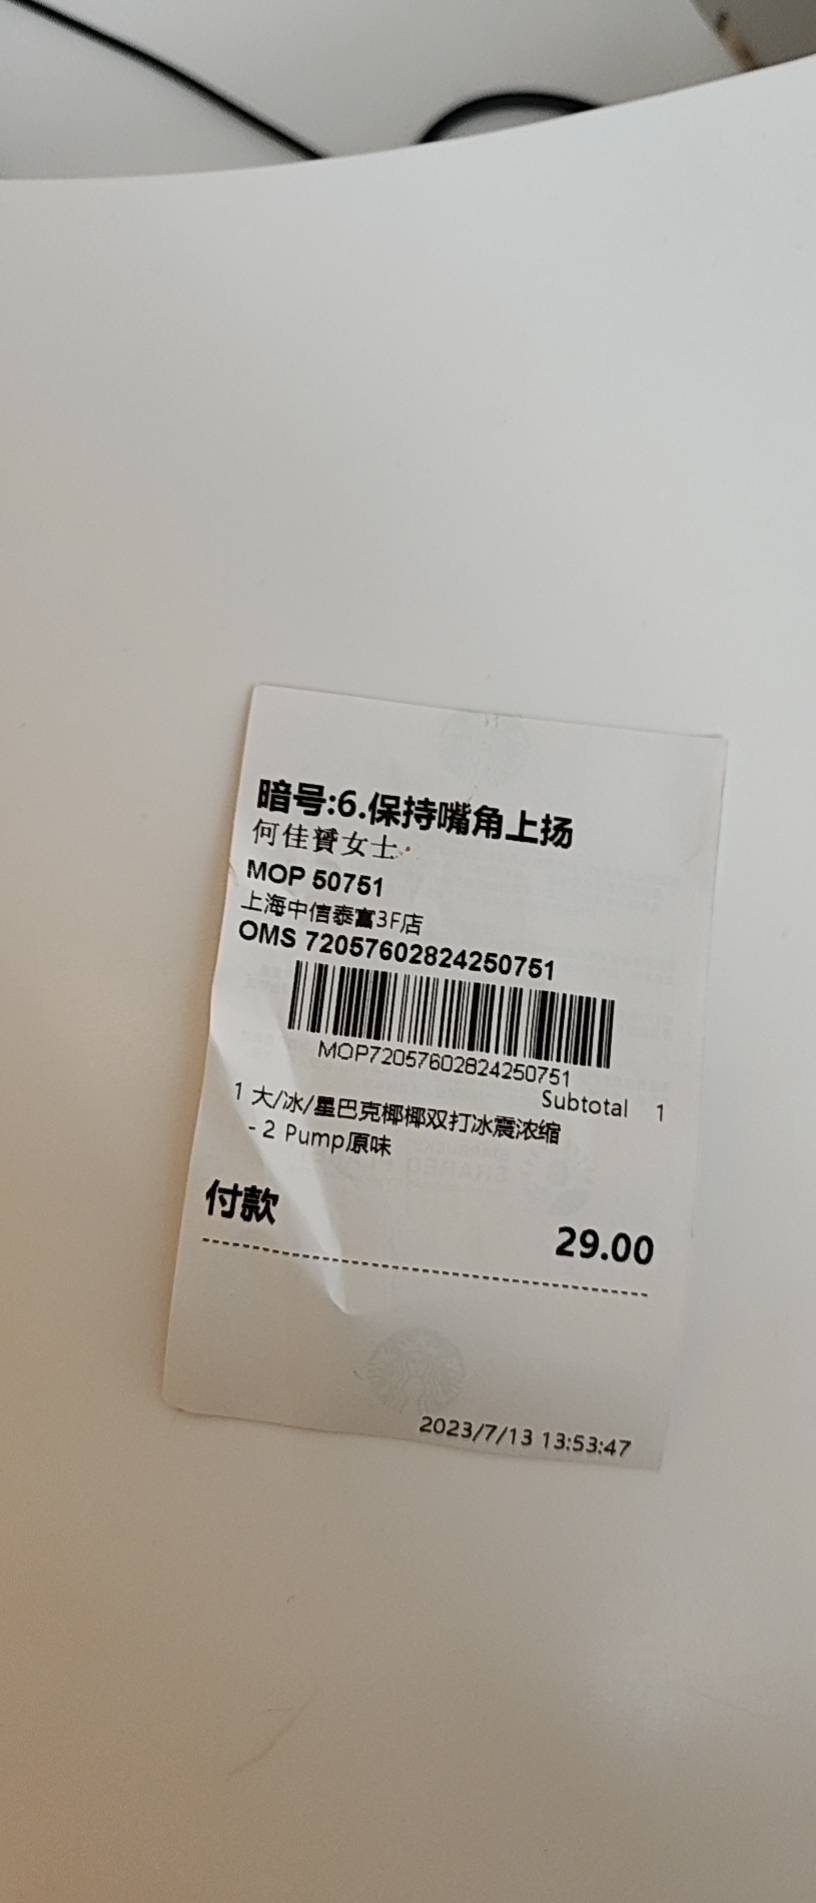 暗号:6.保持嘴角上扬
何佳贇女士
MOP 50751
上海中信泰富3F店
OMS 72057602824250751
MOP72057602824250751
Subtotal 1
1 大/冰/星巴克椰椰双打冰震浓缩
- 2 Pump原味
付款 29.00
2023/7/13 13:53:47